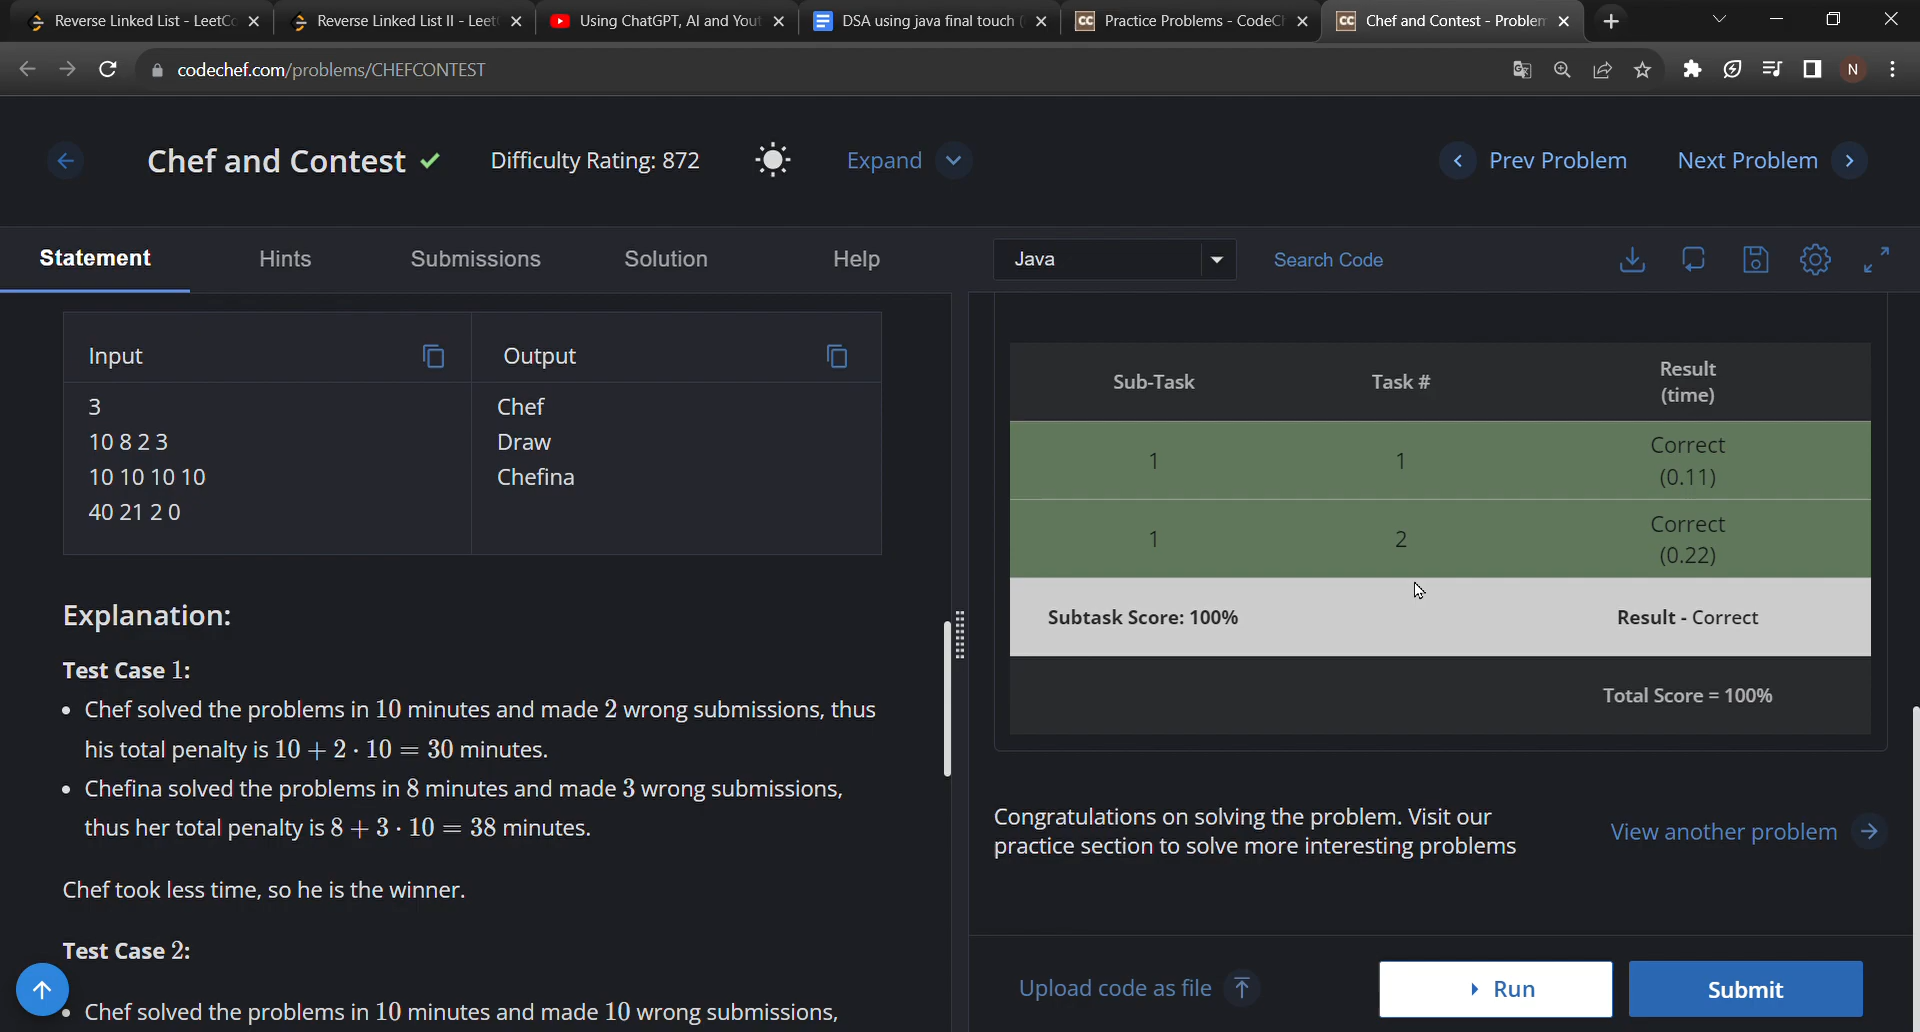 Reverse Linked List - LeetCo
Reverse Linked List II - Leet
Using ChatGPT, AI and You
DSA using java final touch (
CC Practice Problems - CodeCh
CC Chef and Contest - Problem
codechef.com/problems/CHEFCONTEST
N
Chef and Contest
Difficulty Rating: 872
Expand
Prev Problem
Next Problem
Statement
Hints
Submissions
Solution
Help
Java
Search Code
Input
Output
3
10 8 2 3
10 10 10 10
40 21 2 0
Chef
Draw
Chefina
Explanation:
Test Case 1:
• Chef solved the problems in 10 minutes and made 2 wrong submissions, thus
his total penalty is 10 + 2 · 10 = 30 minutes.
• Chefina solved the problems in 8 minutes and made 3 wrong submissions,
thus her total penalty is 8 + 3 · 10 = 38 minutes.
Chef took less time, so he is the winner.
Test Case 2:
• Chef solved the problems in 10 minutes and made 10 wrong submissions,
Sub-Task
Task #
Result
(time)
1
1
Correct
(0.11)
1
2
Correct
(0.22)
Subtask Score: 100%
Result - Correct
Total Score = 100%
Congratulations on solving the problem. Visit our
practice section to solve more interesting problems
View another problem
Upload code as file
Run
Submit